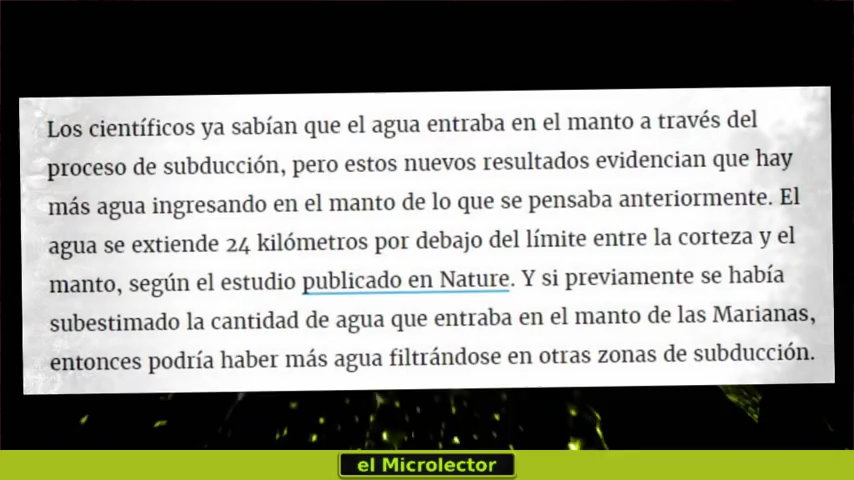 Los científicos ya sabían que el agua entraba en el manto a través del
proceso de subducción, pero estos nuevos resultados evidencian que hay
más agua ingresando en el manto de lo que se pensaba anteriormente. El
agua se extiende 24 kilómetros por debajo del límite entre la corteza y el
manto, según el estudio publicado en Nature. Y si previamente se había
subestimado la cantidad de agua que entraba en el manto de las Marianas,
entonces podría haber más agua filtrándose en otras zonas de subducción.
el Microlector